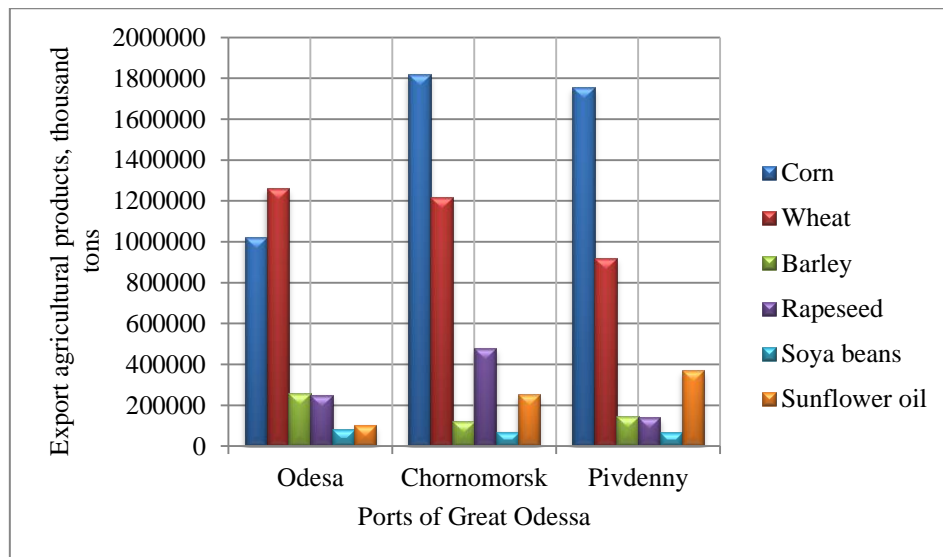 Export agricultural products, thousand
tons
2000000
1800000
1600000
1400000
1200000
1000000
800000
600000
400000
200000
0
Odesa Chornomorsk Pivdenny
Ports of Great Odessa
Corn
Wheat
Barley
Rapeseed
Soya beans
Sunflower oil